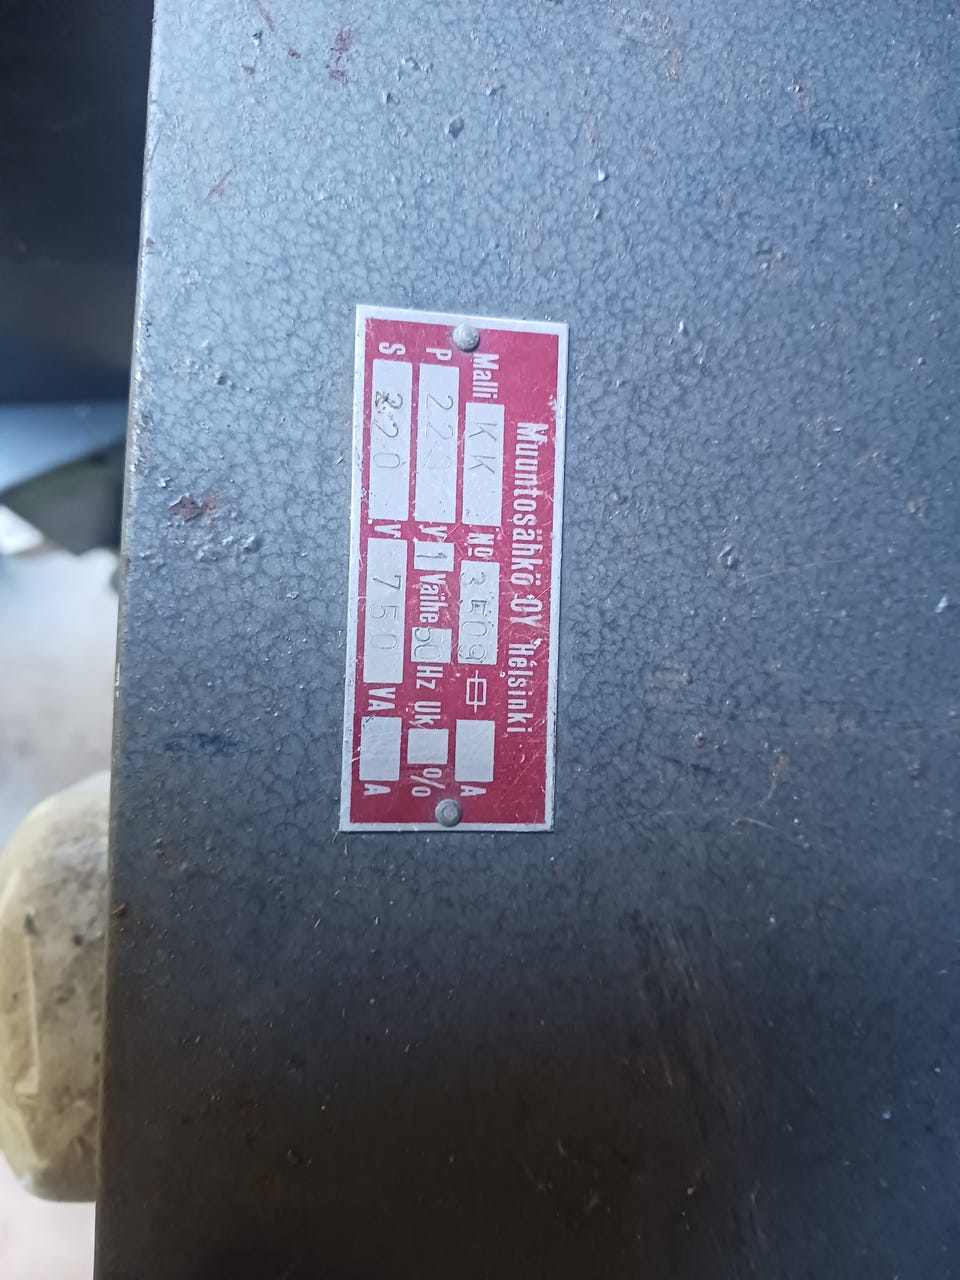 Muuntosähkö OY Helsinki
Malli KK No 3509 A
P 220 V 1 Vaihe 50 Hz Uk %
S 220 V 750 VA A